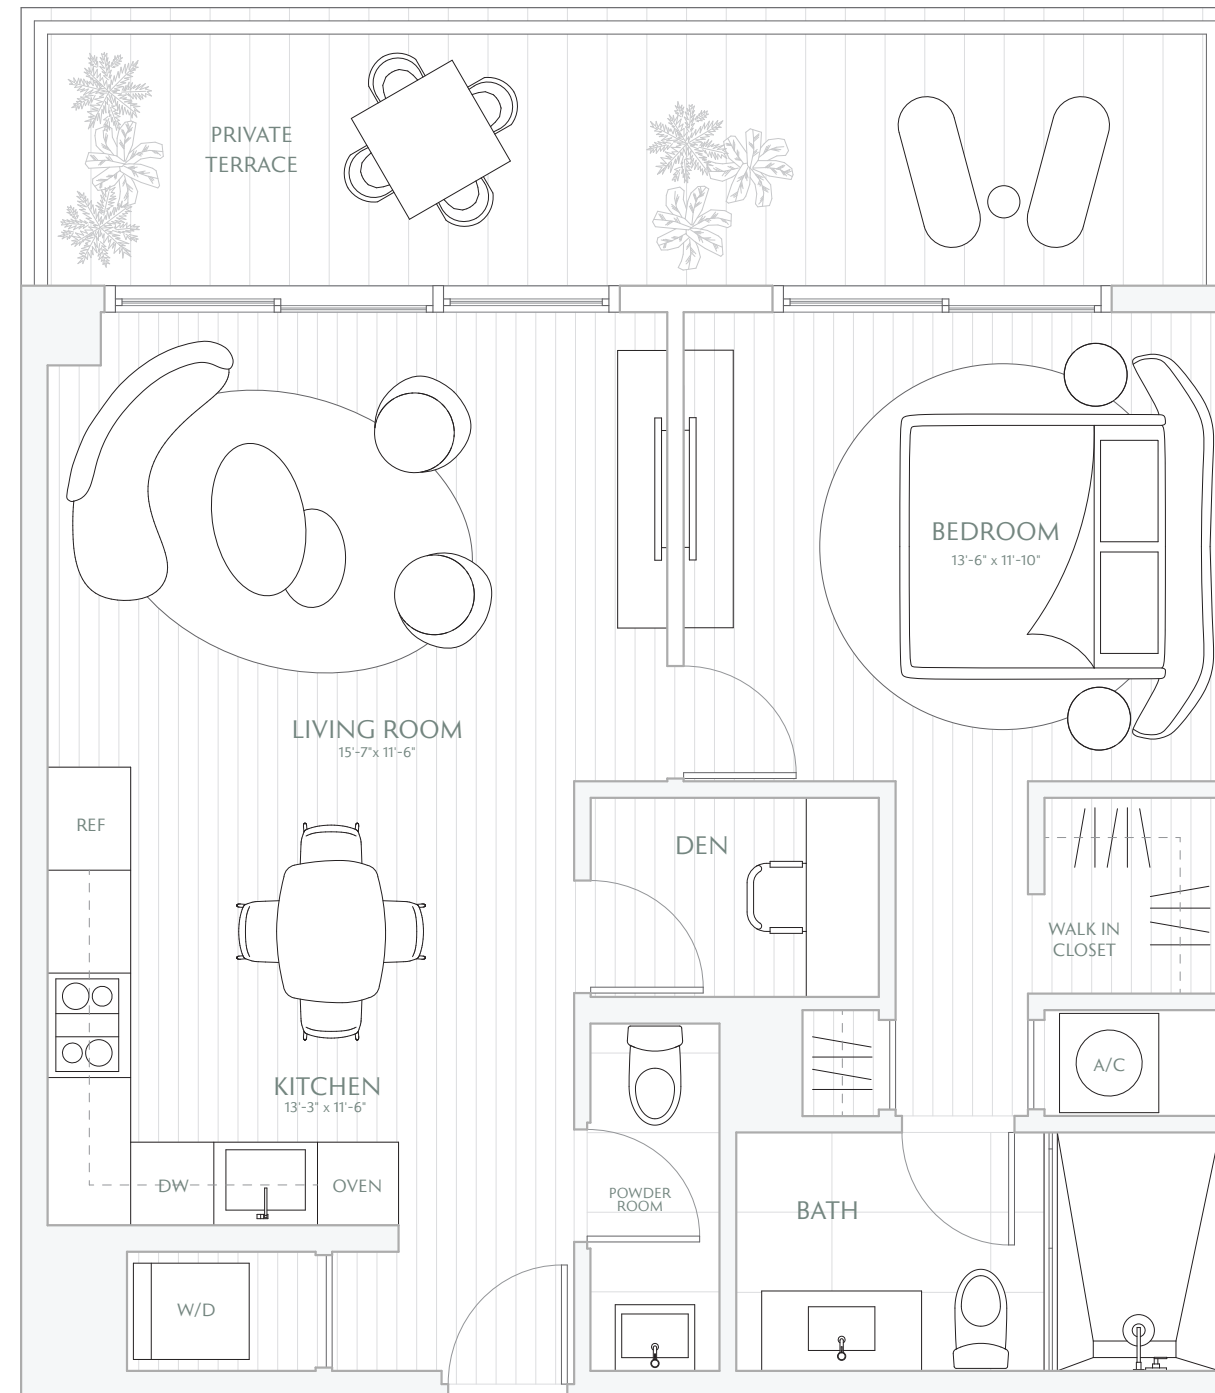 PRIVATE
TERRACE
BEDROOM
13'-6" x 11'-10"
LIVING ROOM
15'-7"x 11'-6"
REF
DEN
WALK IN
CLOSET
A/C
KITCHEN
13'-3" x 11'-6"
DW
OVEN
POWDER
ROOM
BATH
W/D